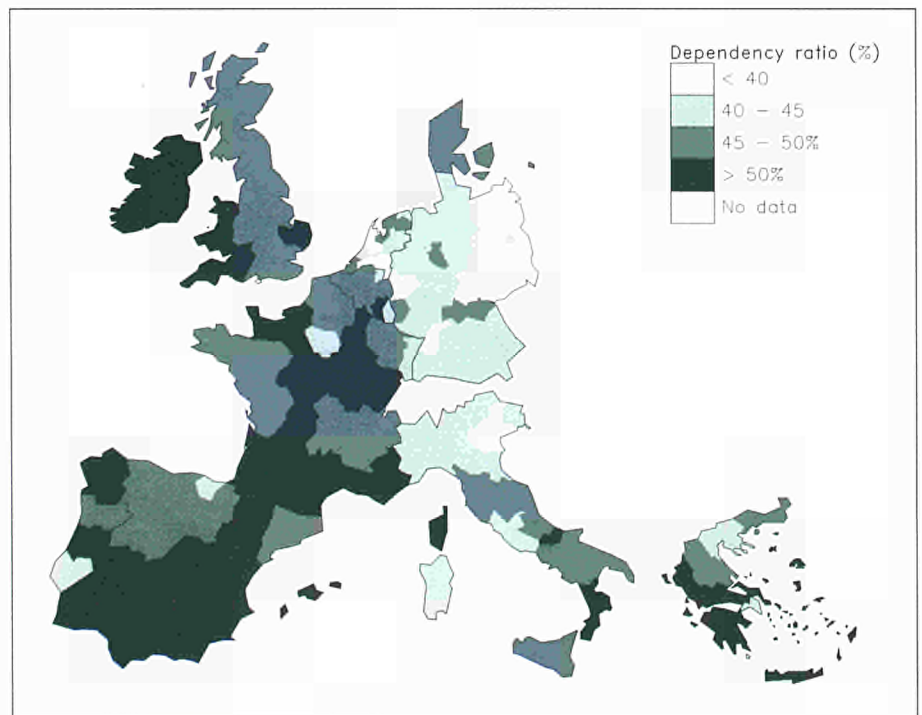 Dependency ratio (%)
< 40
40 – 45
45 – 50%
> 50%
No data